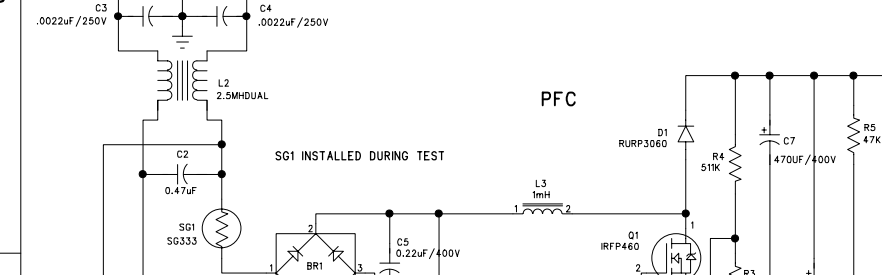 C3
.0022uF/250V
C4
.0022uF/250V
L2
2.5MHDUAL
PFC
D1
RURP3060
R4
511K
+
C7
470UF/400V
R5
47K
C2
0.47uF
SG1 INSTALLED DURING TEST
L3
1mH
1
2
SG1
SG333
2
1
BR1
3
C5
0.22uF/400V
Q1
IRFP460
1
2
R3
+